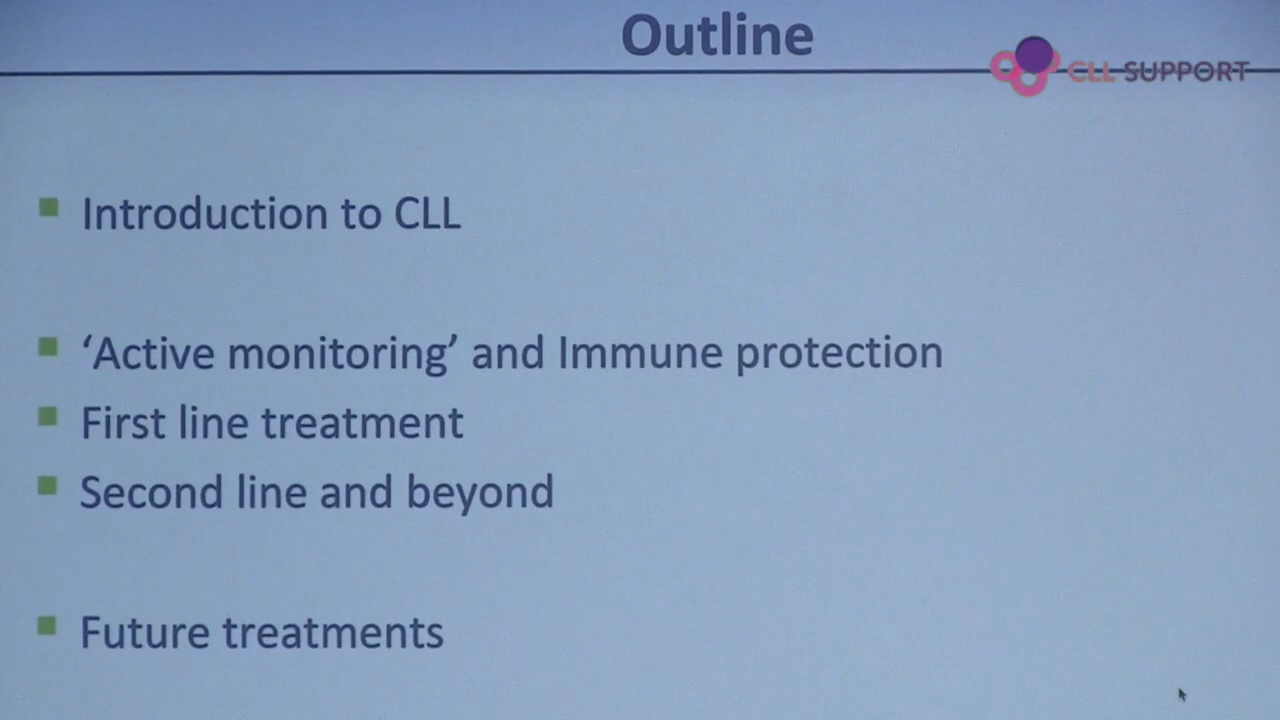 Outline
CLL SUPPORT
Introduction to CLL
‘Active monitoring’ and Immune protection
First line treatment
Second line and beyond
Future treatments